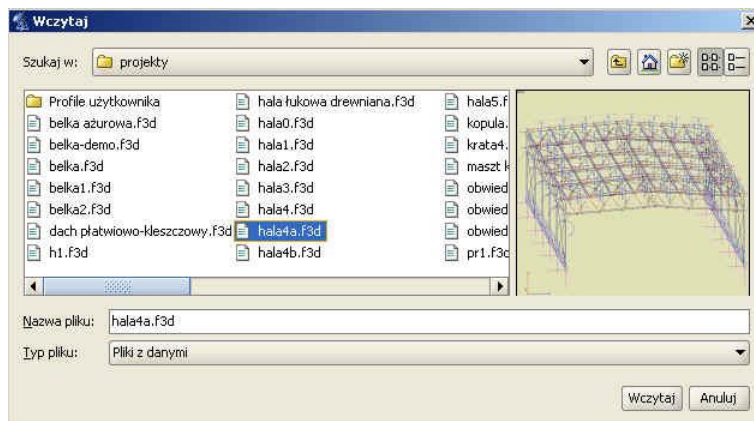 Wczytaj
Szukaj w: projekty
Profile użytkownika
belka ażurowa.f3d
belka-demo.f3d
belka.f3d
belka1.f3d
belka2.f3d
dach płatwiowo-kleszczowy.f3d
h1.f3d
hala łukowa drewniana.f3d
hala0.f3d
hala1.f3d
hala2.f3d
hala3.f3d
hala4.f3d
hala4a.f3d
hala4b.f3d
hala5.f
kopula.
krata4.
maszt k
obwied
obwied
obwied
pr1.f3d
Nazwa pliku: hala4a.f3d
Typ pliku: Pliki z danymi
Wczytaj Anuluj